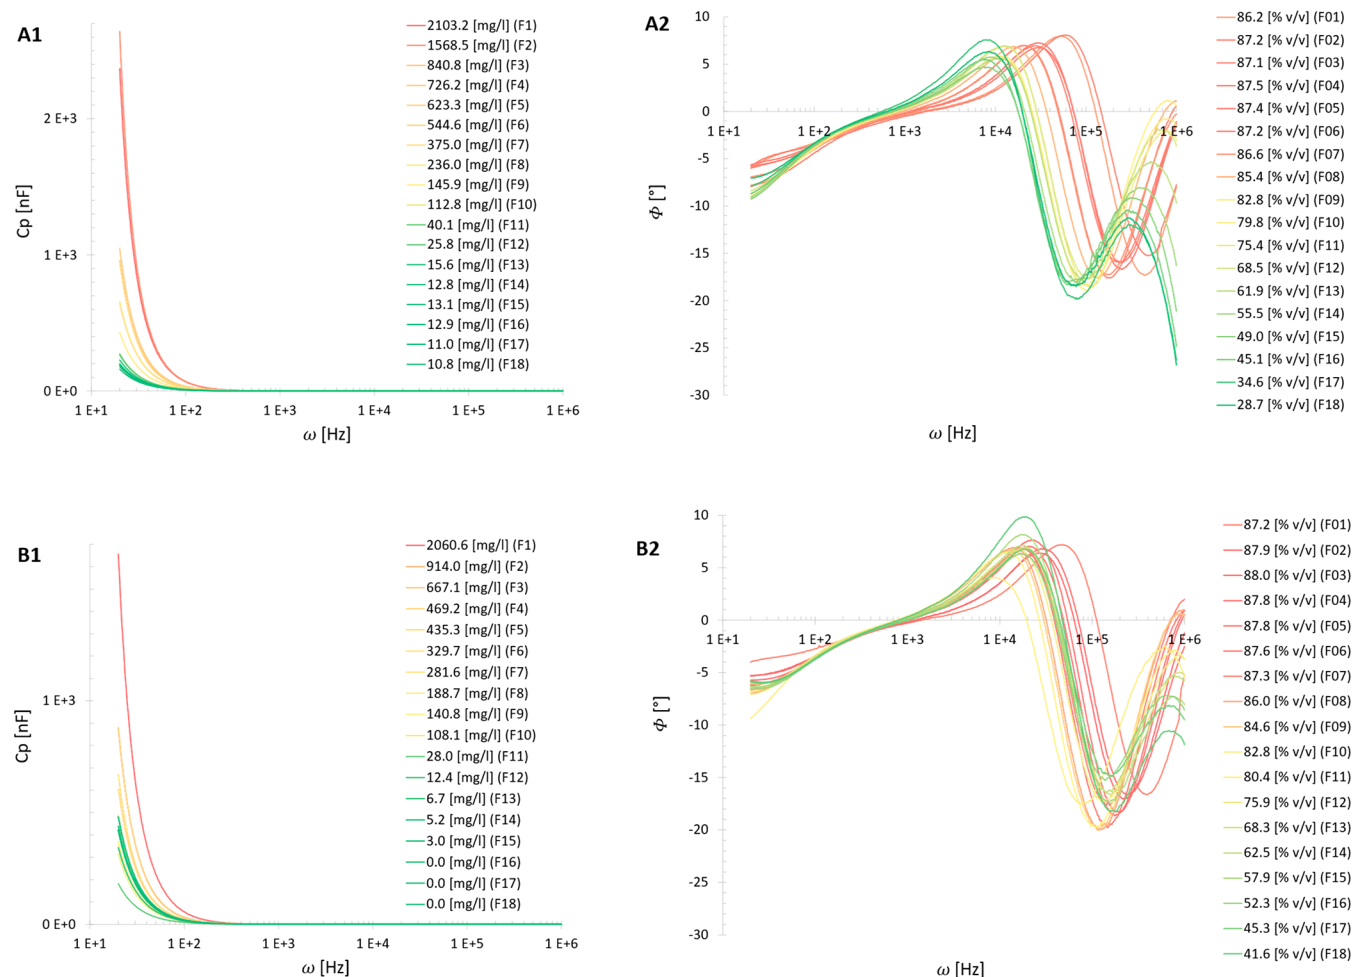 A1
Cp [nF]
2 E+3
1 E+3
0 E+0
1 E+1
1 E+2
1 E+3
1 E+4
1 E+5
1 E+6
ω [Hz]
2103.2 [mg/l] (F1)
1568.5 [mg/l] (F2)
840.8 [mg/l] (F3)
726.2 [mg/l] (F4)
623.3 [mg/l] (F5)
544.6 [mg/l] (F6)
375.0 [mg/l] (F7)
236.0 [mg/l] (F8)
145.9 [mg/l] (F9)
112.8 [mg/l] (F10)
40.1 [mg/l] (F11)
25.8 [mg/l] (F12)
15.6 [mg/l] (F13)
12.8 [mg/l] (F14)
13.1 [mg/l] (F15)
12.9 [mg/l] (F16)
11.0 [mg/l] (F17)
10.8 [mg/l] (F18)
A2
Φ [°]
10
5
0
-5
-10
-15
-20
-25
-30
1 E+1
1 E+2
1 E+3
1 E+4
1 E+5
1 E+6
ω [Hz]
86.2 [% v/v] (F01)
87.2 [% v/v] (F02)
87.1 [% v/v] (F03)
87.5 [% v/v] (F04)
87.4 [% v/v] (F05)
87.2 [% v/v] (F06)
86.6 [% v/v] (F07)
85.4 [% v/v] (F08)
82.8 [% v/v] (F09)
79.8 [% v/v] (F10)
75.4 [% v/v] (F11)
68.5 [% v/v] (F12)
61.9 [% v/v] (F13)
55.5 [% v/v] (F14)
49.0 [% v/v] (F15)
45.1 [% v/v] (F16)
34.6 [% v/v] (F17)
28.7 [% v/v] (F18)
B1
Cp [nF]
1 E+3
0 E+0
1 E+1
1 E+2
1 E+3
1 E+4
1 E+5
1 E+6
ω [Hz]
2060.6 [mg/l] (F1)
914.0 [mg/l] (F2)
667.1 [mg/l] (F3)
469.2 [mg/l] (F4)
435.3 [mg/l] (F5)
329.7 [mg/l] (F6)
281.6 [mg/l] (F7)
188.7 [mg/l] (F8)
140.8 [mg/l] (F9)
108.1 [mg/l] (F10)
28.0 [mg/l] (F11)
12.4 [mg/l] (F12)
6.7 [mg/l] (F13)
5.2 [mg/l] (F14)
3.0 [mg/l] (F15)
0.0 [mg/l] (F16)
0.0 [mg/l] (F17)
0.0 [mg/l] (F18)
B2
Φ [°]
10
5
0
-5
-10
-15
-20
-25
-30
1 E+1
1 E+2
1 E+3
1 E+4
1 E+5
1 E+6
ω [Hz]
87.2 [% v/v] (F01)
87.9 [% v/v] (F02)
88.0 [% v/v] (F03)
87.8 [% v/v] (F04)
87.8 [% v/v] (F05)
87.6 [% v/v] (F06)
87.3 [% v/v] (F07)
86.0 [% v/v] (F08)
84.6 [% v/v] (F09)
82.8 [% v/v] (F10)
80.4 [% v/v] (F11)
75.9 [% v/v] (F12)
68.3 [% v/v] (F13)
62.5 [% v/v] (F14)
57.9 [% v/v] (F15)
52.3 [% v/v] (F16)
45.3 [% v/v] (F17)
41.6 [% v/v] (F18)